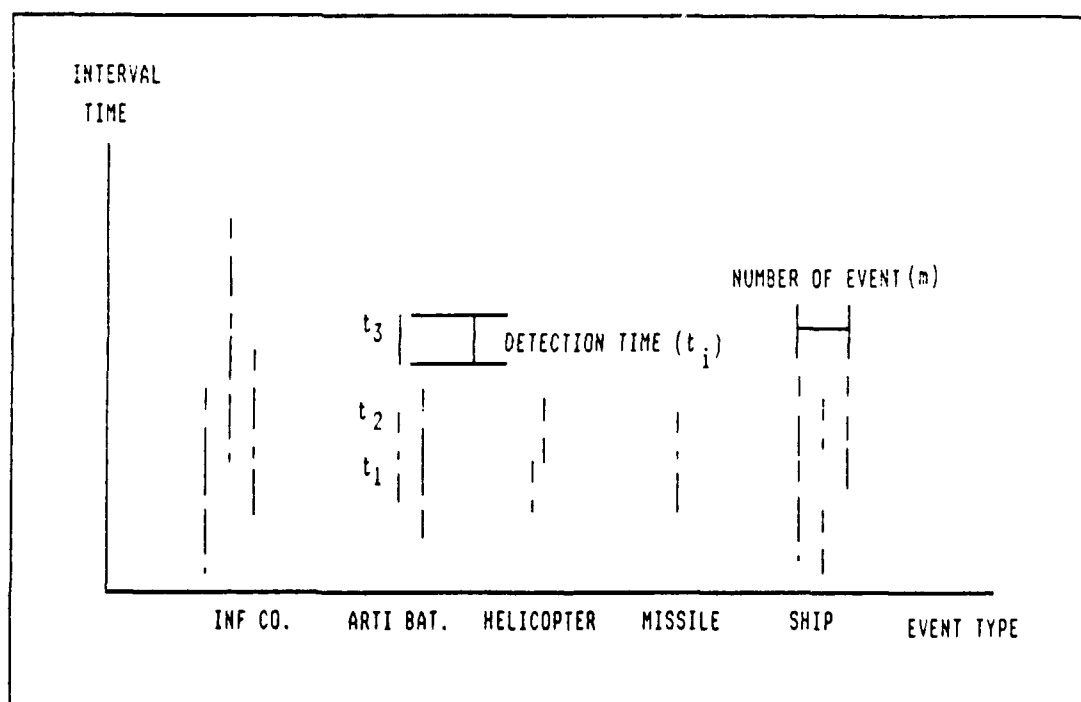 INTERVAL
TIME
NUMBER OF EVENT (m)
t3
DETECTION TIME (ti)
t2
t1
INF CO. ARTI BAT. HELICOPTER MISSILE SHIP EVENT TYPE